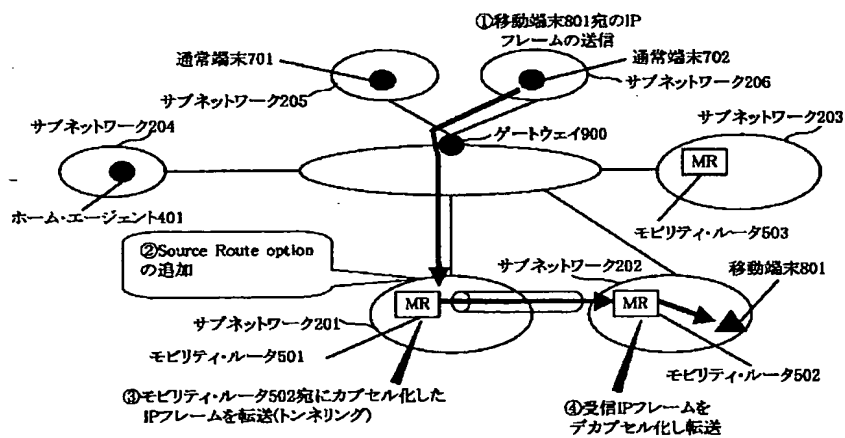 ①移動端末801宛のIP
フレームの送信
通常端末701
通常端末702
サブネットワーク205
サブネットワーク206
サブネットワーク204
ゲートウェイ900
サブネットワーク203
MR
ホーム・エージェント401
モビリティ・ルータ503
②Source Route option
の追加
サブネットワーク202
移動端末801
MR
MR
サブネットワーク201
モビリティ・ルータ501
モビリティ・ルータ502
③モビリティ・ルータ502宛にカプセル化した
IPフレームを転送(トンネリング)
④受信IPフレームを
デカプセル化し転送